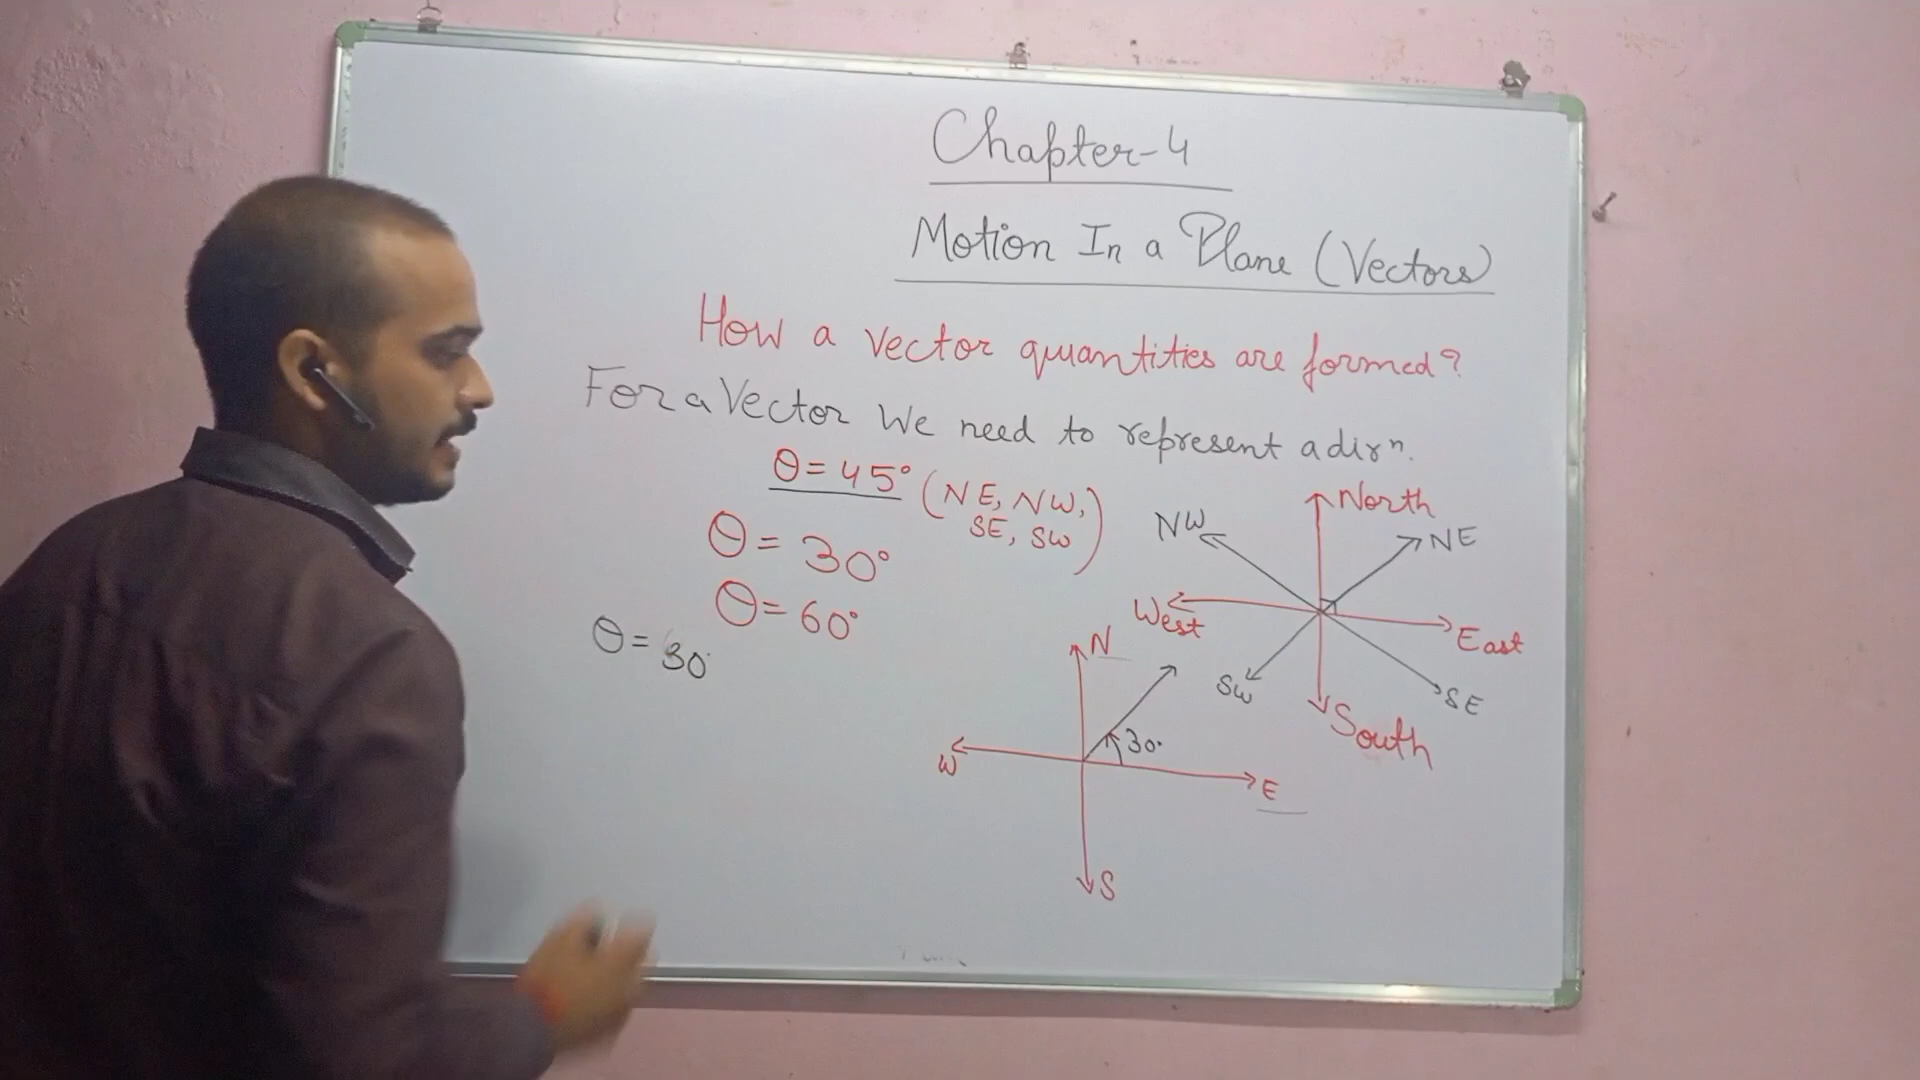 Chapter-4
Motion In a Plane (Vectors)
How a vector quantities are formed?
For a Vector We need to represent a dirⁿ.
θ = 45° (NE, NW,
SE, SW)
θ = 30°
θ = 60°
θ = 30°
North
NW
NE
West
East
SW
SE
South
N
30°
W
E
S